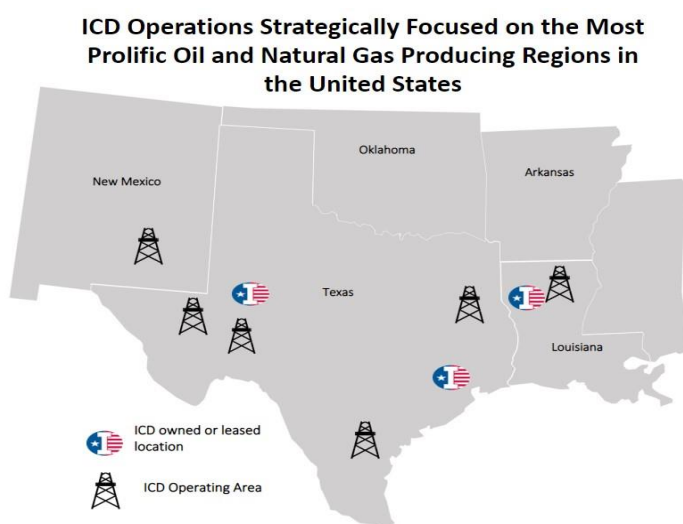 ICD Operations Strategically Focused on the Most
Prolific Oil and Natural Gas Producing Regions in
the United States
Oklahoma
Arkansas
New Mexico
Texas
Louisiana
ICD owned or leased
location
ICD Operating Area